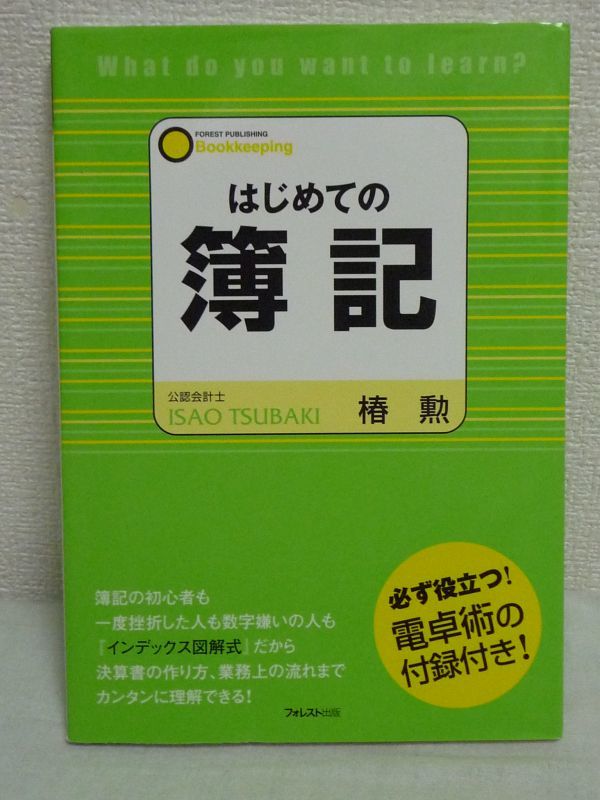 What do you want to learn?
FOREST PUBLISHING
Bookkeeping
はじめての
簿記
公認会計士
ISAO TSUBAKI 椿 勲
簿記の初心者も
一度挫折した人も数字嫌いの人も
『インデックス図解式』だから
決算書の作り方、業務上の流れまで
カンタンに理解できる!
必ず役立つ!
電卓術の
付録付き!
フォレスト出版